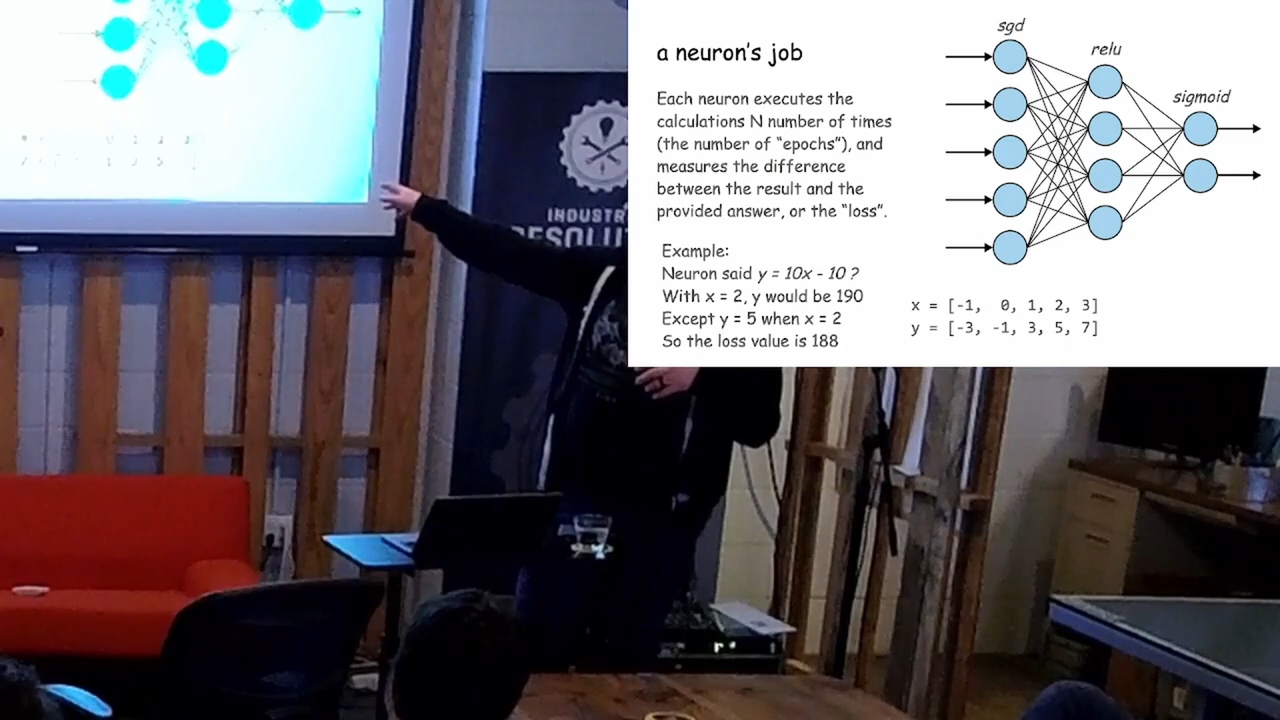 a neuron's job
Each neuron executes the
calculations N number of times
(the number of "epochs"), and
measures the difference
between the result and the
provided answer, or the "loss".
Example:
Neuron said y = 10x - 10 ?
With x = 2, y would be 190
Except y = 5 when x = 2
So the loss value is 188
sgd
relu
sigmoid
x = [-1, 0, 1, 2, 3]
y = [-3, -1, 3, 5, 7]